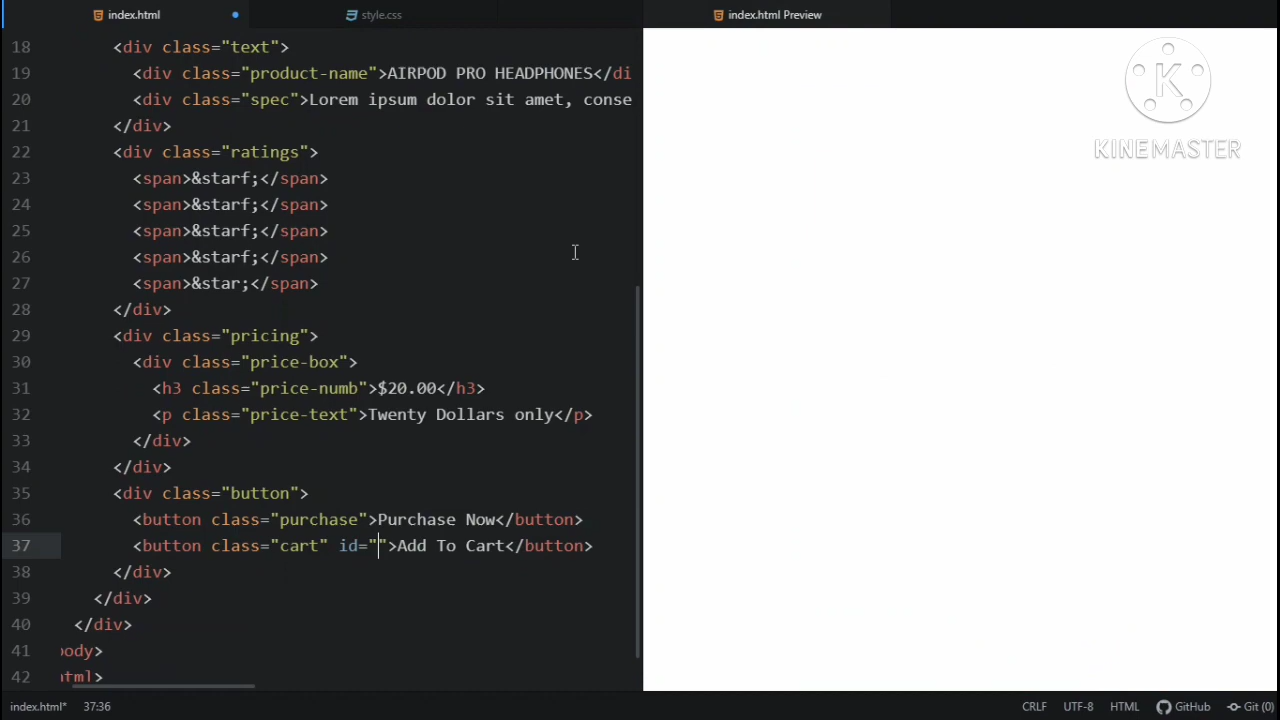 index.html
style.css
index.html Preview
18 <div class="text">
19 <div class="product-name">AIRPOD PRO HEADPHONES</di
20 <div class="spec">Lorem ipsum dolor sit amet, conse
21 </div>
22 <div class="ratings">
23 <span>&starf;</span>
24 <span>&starf;</span>
25 <span>&starf;</span>
26 <span>&starf;</span>
27 <span>&star;</span>
28 </div>
29 <div class="pricing">
30 <div class="price-box">
31 <h3 class="price-numb">$20.00</h3>
32 <p class="price-text">Twenty Dollars only</p>
33 </div>
34 </div>
35 <div class="button">
36 <button class="purchase">Purchase Now</button>
37 <button class="cart" id="">Add To Cart</button>
38 </div>
39 </div>
40 </div>
41 body>
42 html>
K
KINEMASTER
index.html* 37:36 CRLF UTF-8 HTML GitHub Git (0)